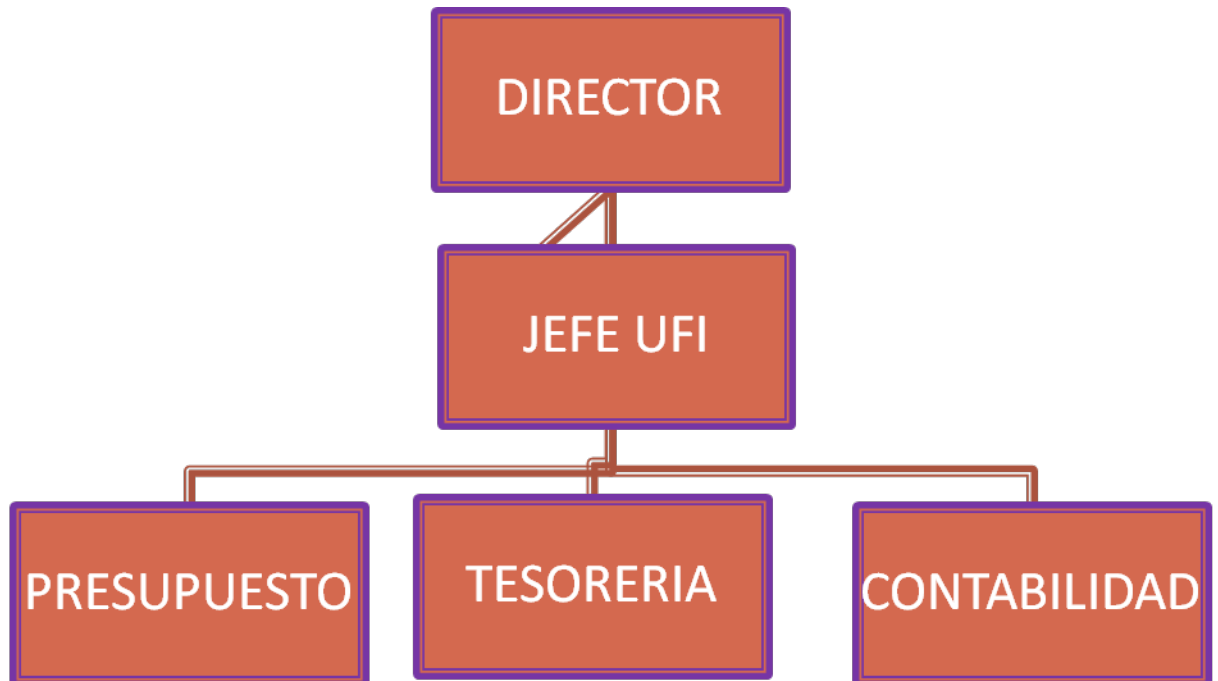 DIRECTOR
JEFE UFI
PRESUPUESTO
TESORERIA
CONTABILIDAD